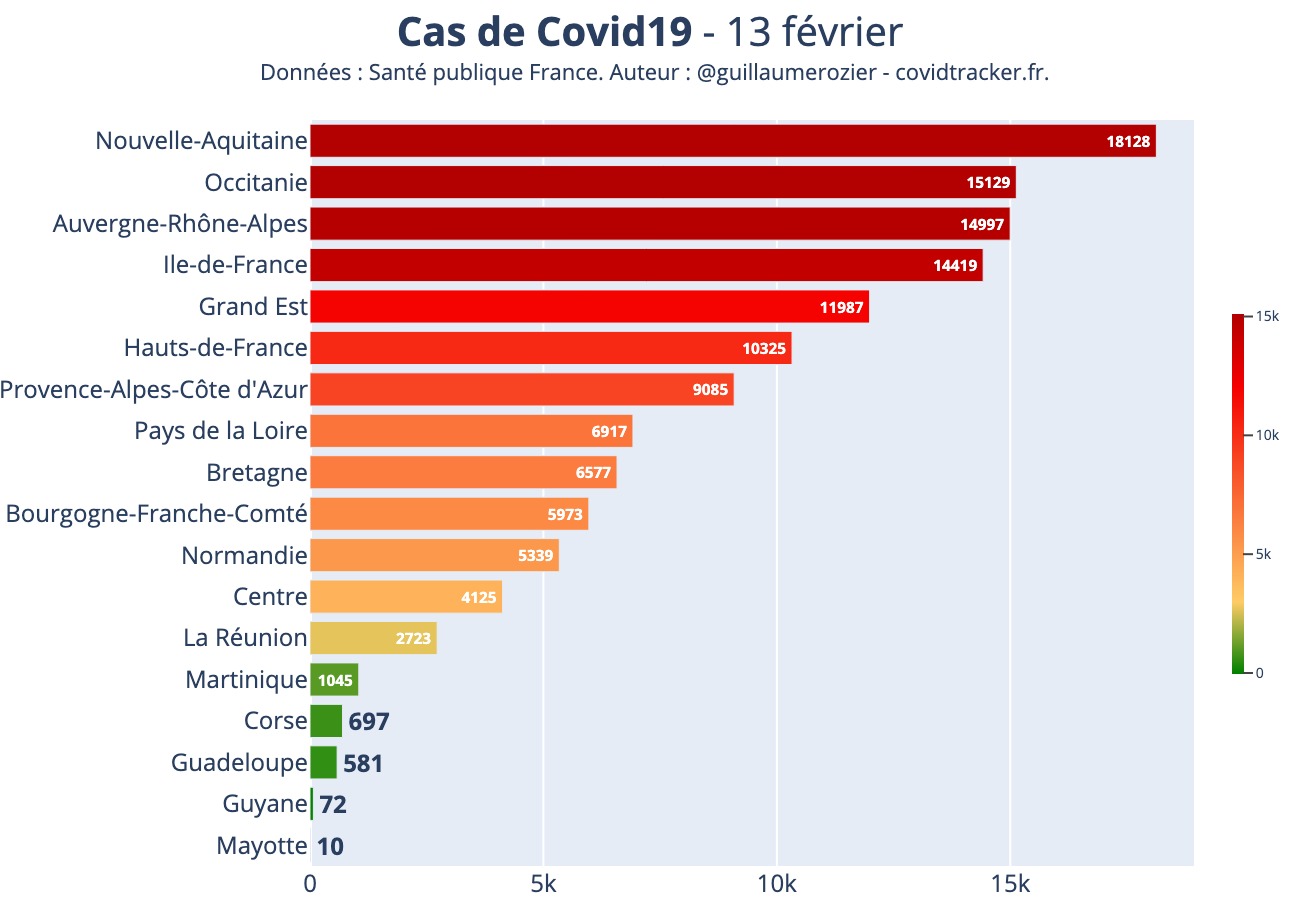 Cas de Covid19 - 13 février
Données : Santé publique France. Auteur : @guillaumerozier - covidtracker.fr.
Nouvelle-Aquitaine 18128
Occitanie 15129
Auvergne-Rhône-Alpes 14997
Ile-de-France 14419
Grand Est 11987
Hauts-de-France 10325
Provence-Alpes-Côte d'Azur 9085
Pays de la Loire 6917
Bretagne 6577
Bourgogne-Franche-Comté 5973
Normandie 5339
Centre 4125
La Réunion 2723
Martinique 1045
Corse 697
Guadeloupe 581
Guyane 72
Mayotte 10
0 5k 10k 15k
15k
10k
5k
0